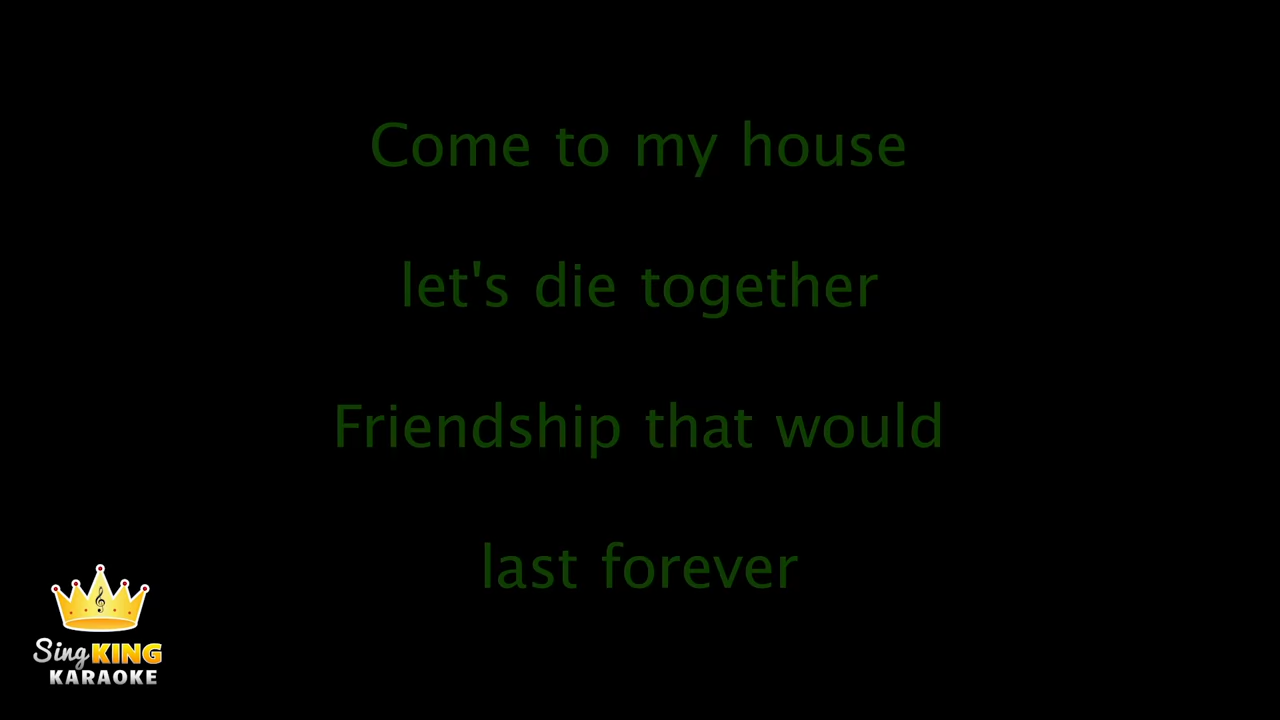 Come to my house
let's die together
Friendship that would
last forever
Sing KING
KARAOKE